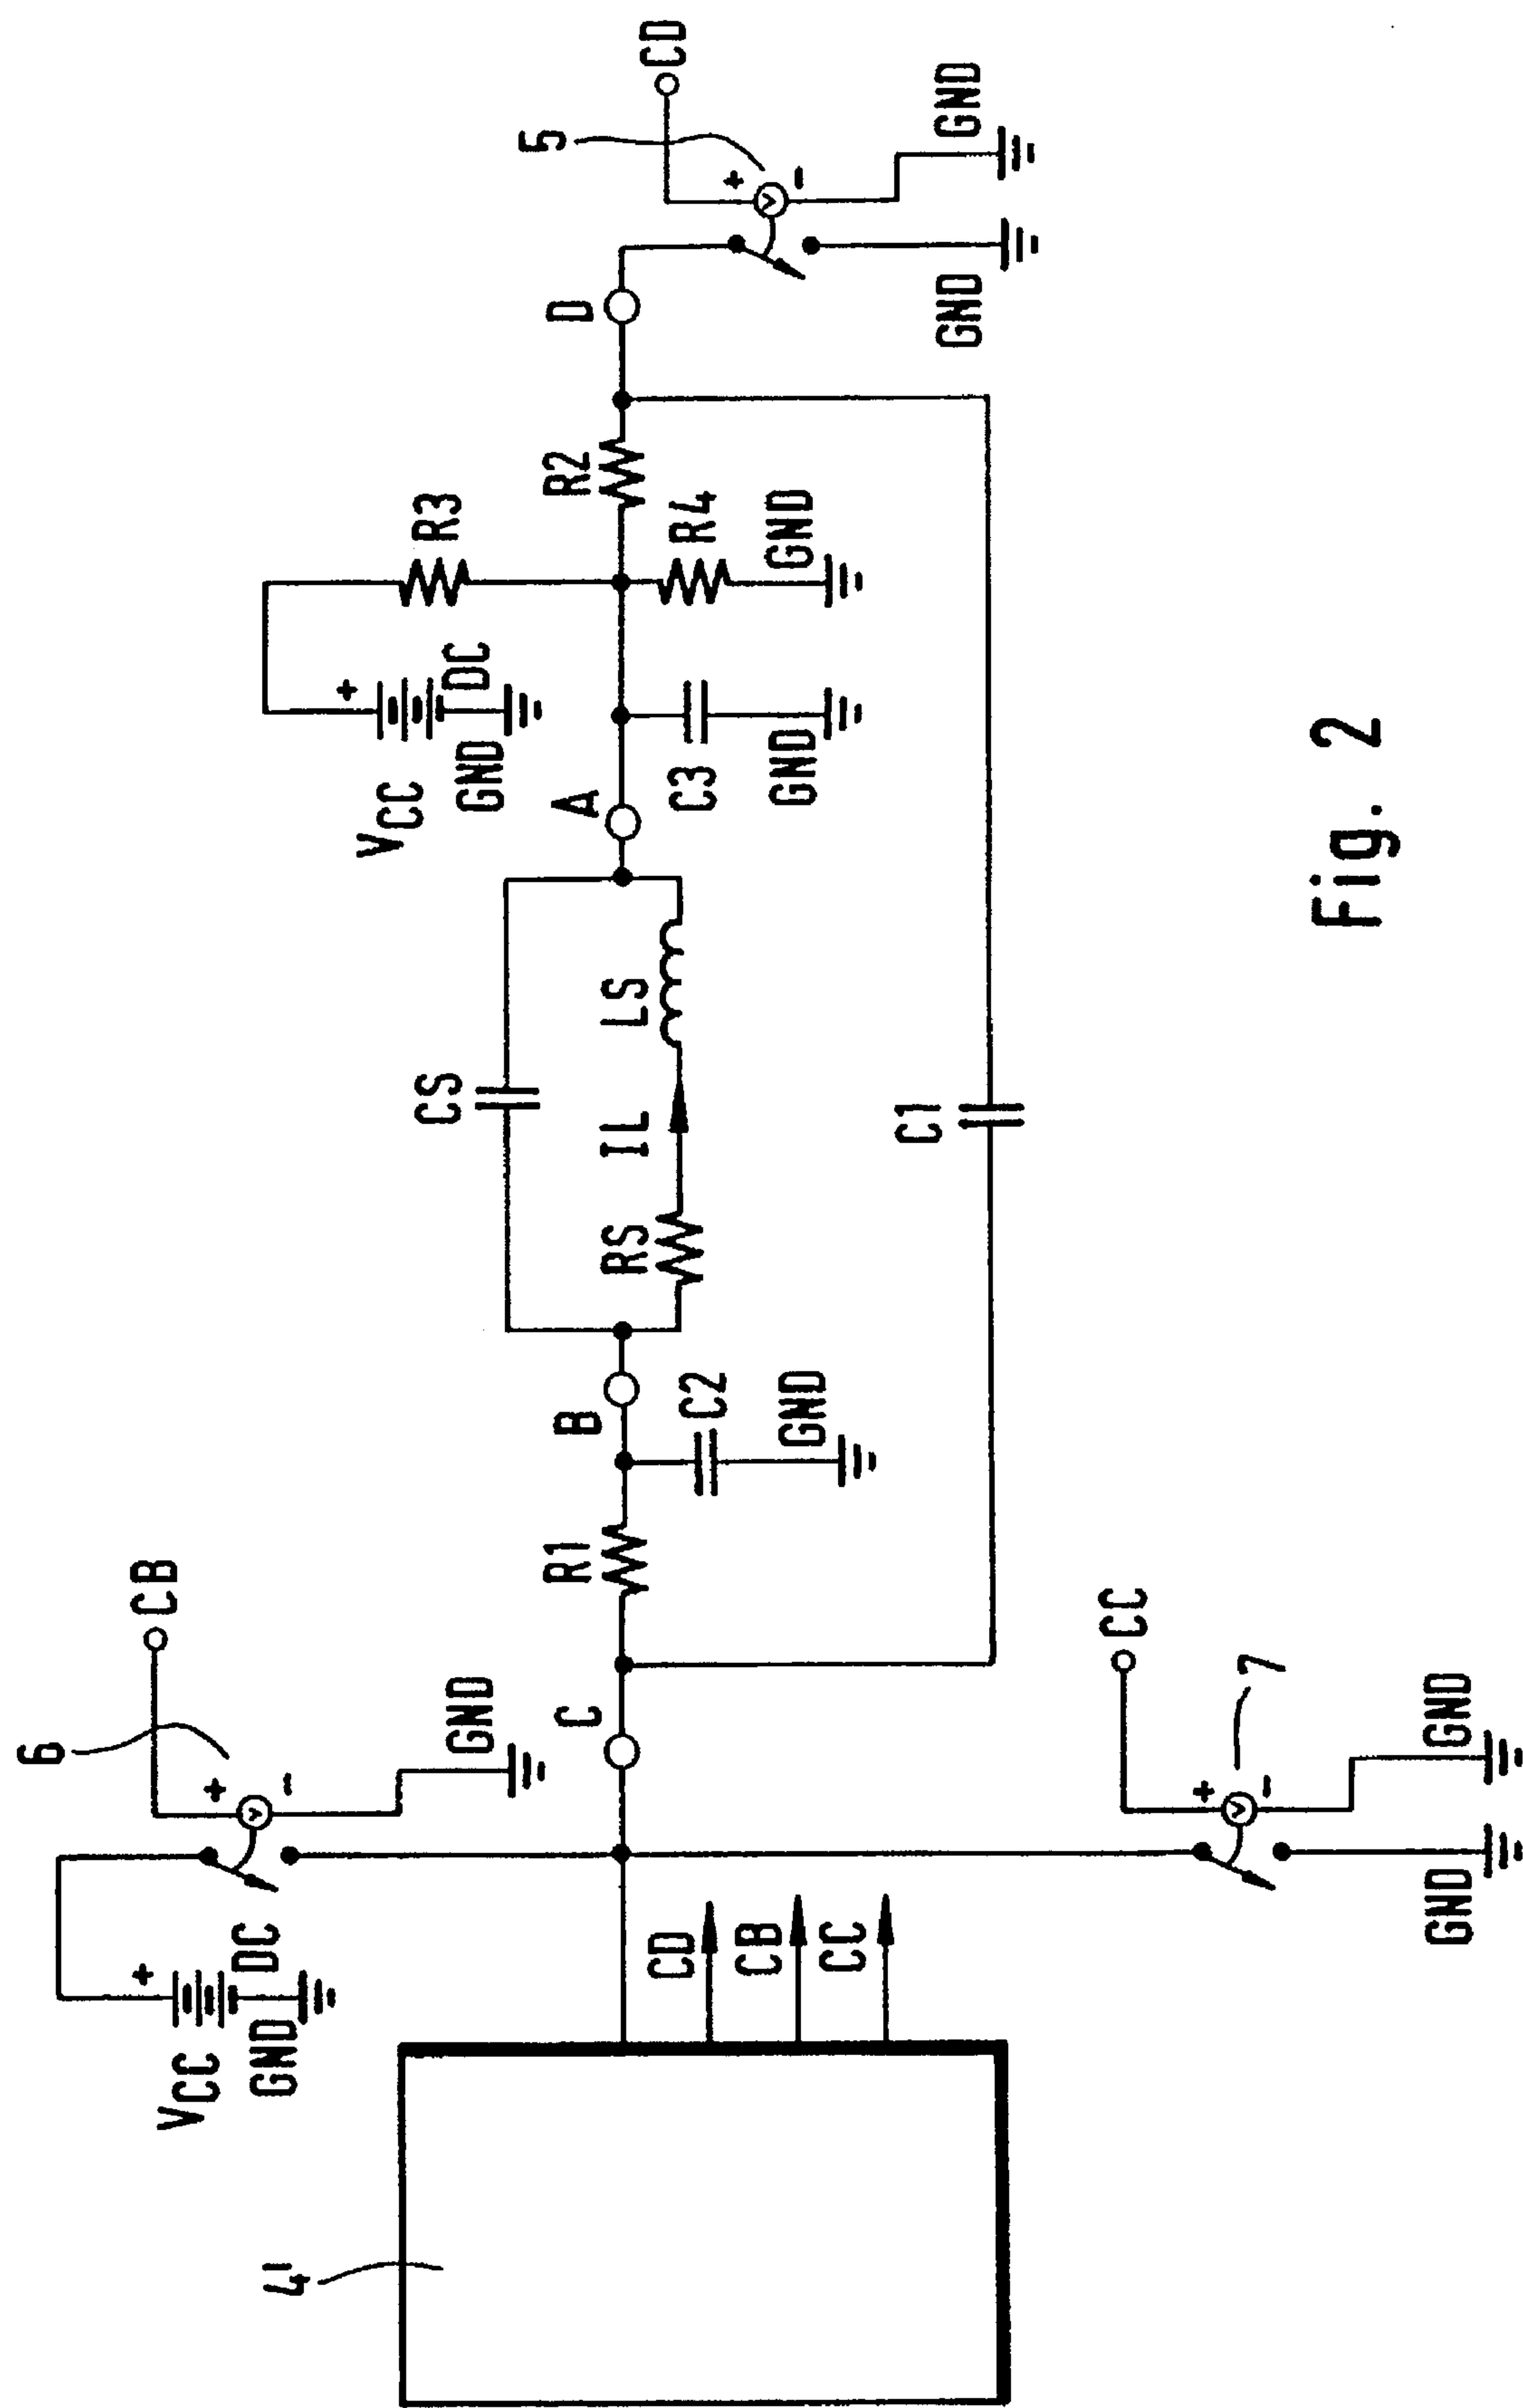 6
CB
+
-
GND
VCC
+
DC
GND
4'
CD
CB
CC
C
R1
B
C2
GND
CS
RS
IL
LS
A
VCC
+
DC
GND
C3
GND
R3
R2
R4
GND
D
5
CD
+
-
GND
GND
C1
CC
7
+
-
GND
GND
Fig. 2